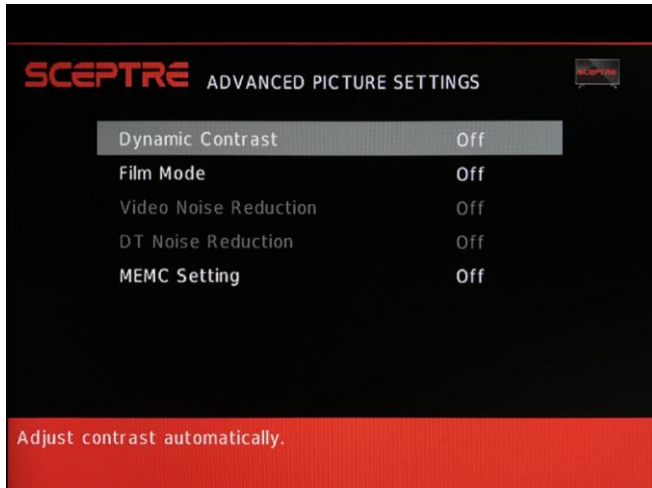 SCEPTRE ADVANCED PICTURE SETTINGS
SCEPTRE
Dynamic Contrast Off
Film Mode Off
Video Noise Reduction Off
DT Noise Reduction Off
MEMC Setting Off
Adjust contrast automatically.